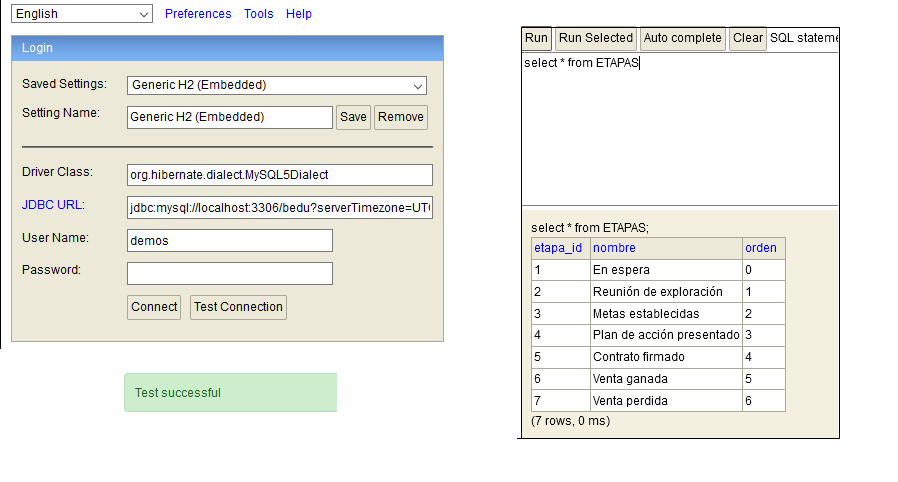 English Preferences Tools Help
Login
Saved Settings: Generic H2 (Embedded)
Setting Name: Generic H2 (Embedded) Save Remove
Driver Class: org.hibernate.dialect.MySQL5Dialect
JDBC URL: jdbc:mysql://localhost:3306/bedu?serverTimezone=UTC
User Name: demos
Password:
Connect Test Connection
Test successful
Run Run Selected Auto complete Clear SQL stateme
select * from ETAPAS
select * from ETAPAS;
etapa_id nombre orden
1 En espera 0
2 Reunión de exploración 1
3 Metas establecidas 2
4 Plan de acción presentado 3
5 Contrato firmado 4
6 Venta ganada 5
7 Venta perdida 6
(7 rows, 0 ms)